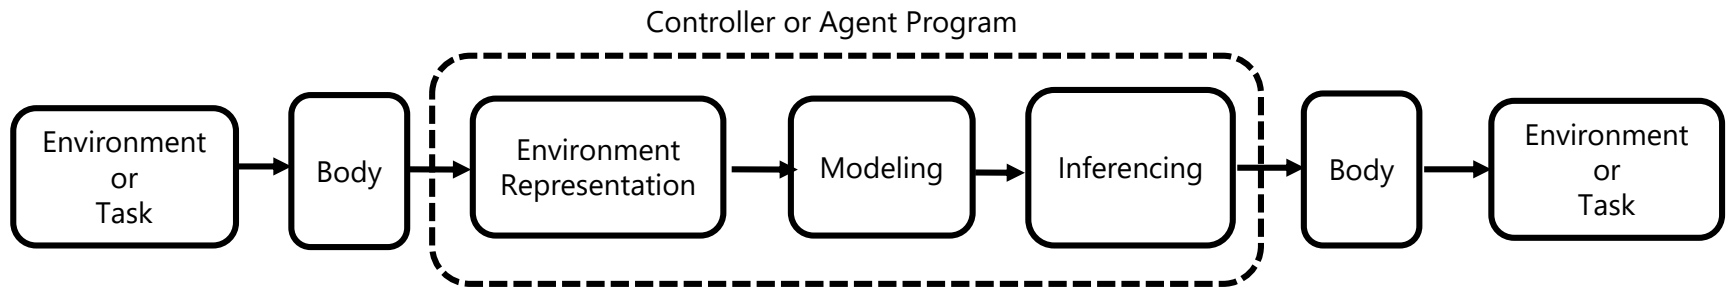 Controller or Agent Program
Environment
or
Task
Body
Environment
Representation
Modeling
Inferencing
Body
Environment
or
Task